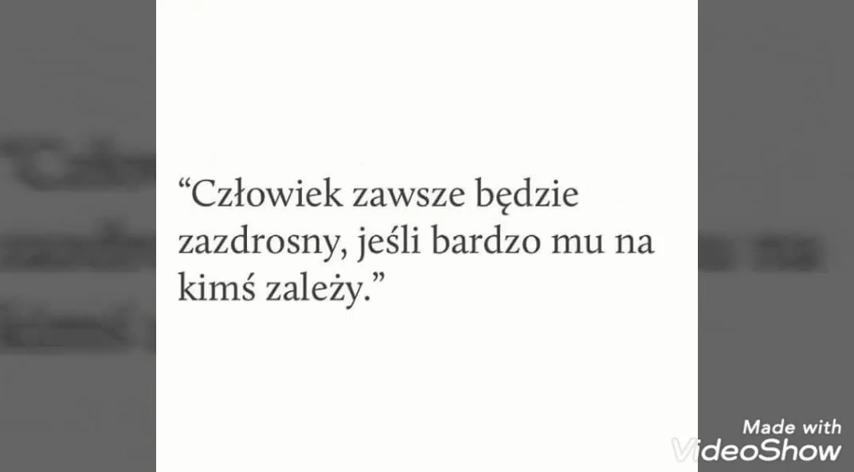 “Człowiek zawsze będzie
zazdrosny, jeśli bardzo mu na
kimś zależy.”
Made with
VideoShow